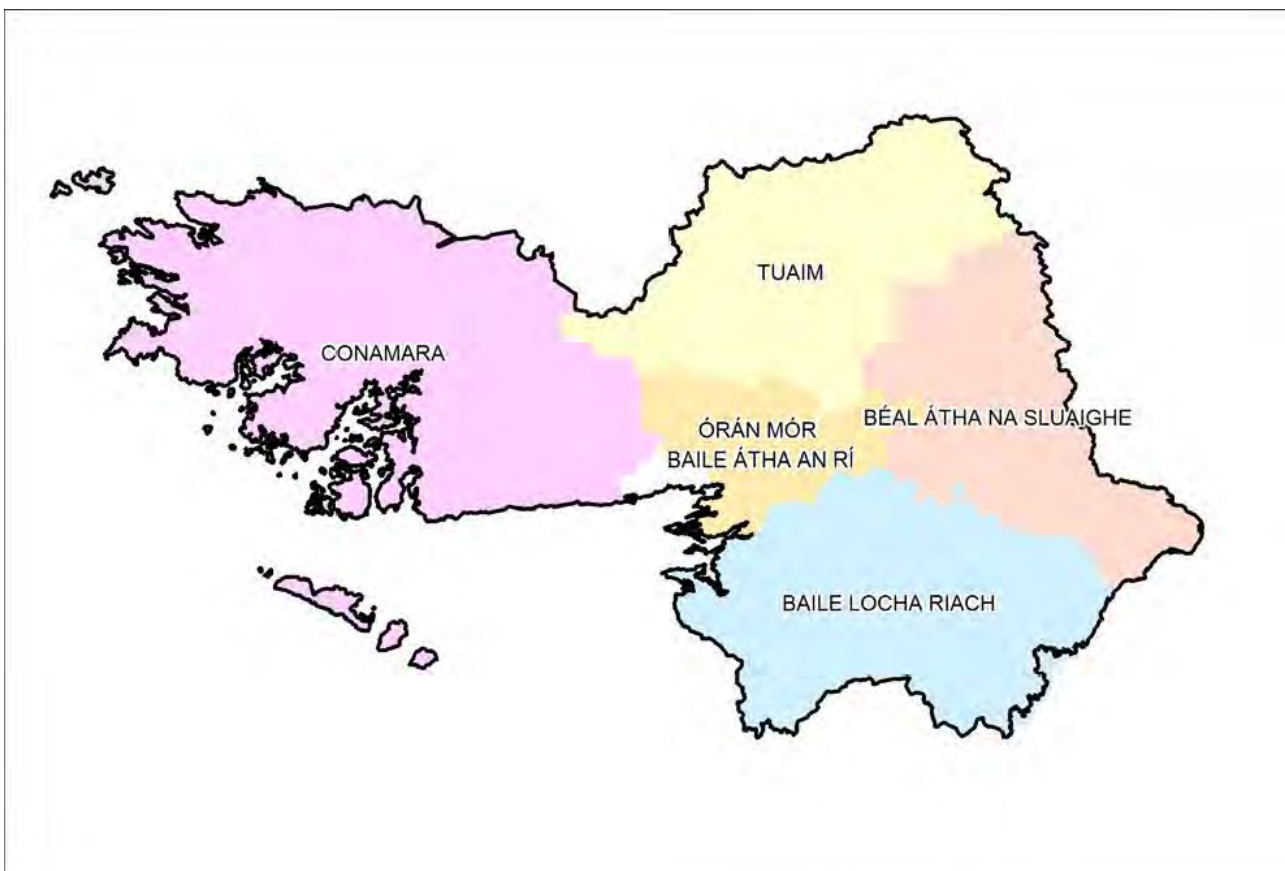 TUAIM
CONAMARA
ÓRÁN MÓR
BAILE ÁTHA AN RÍ
BÉAL ÁTHA NA SLUAIGHE
BAILE LOCHA RIACH